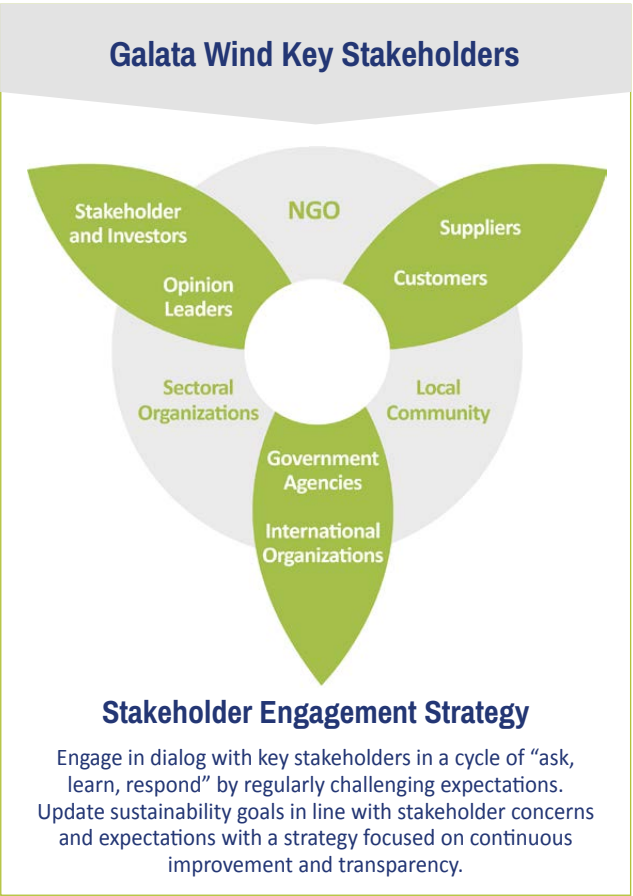 Galata Wind Key Stakeholders
Stakeholder
and Investors
Opinion
Leaders
NGO
Suppliers
Customers
Sectoral
Organizations
Local
Community
Government
Agencies
International
Organizations
Stakeholder Engagement Strategy
Engage in dialog with key stakeholders in a cycle of “ask,
learn, respond” by regularly challenging expectations.
Update sustainability goals in line with stakeholder concerns
and expectations with a strategy focused on continuous
improvement and transparency.